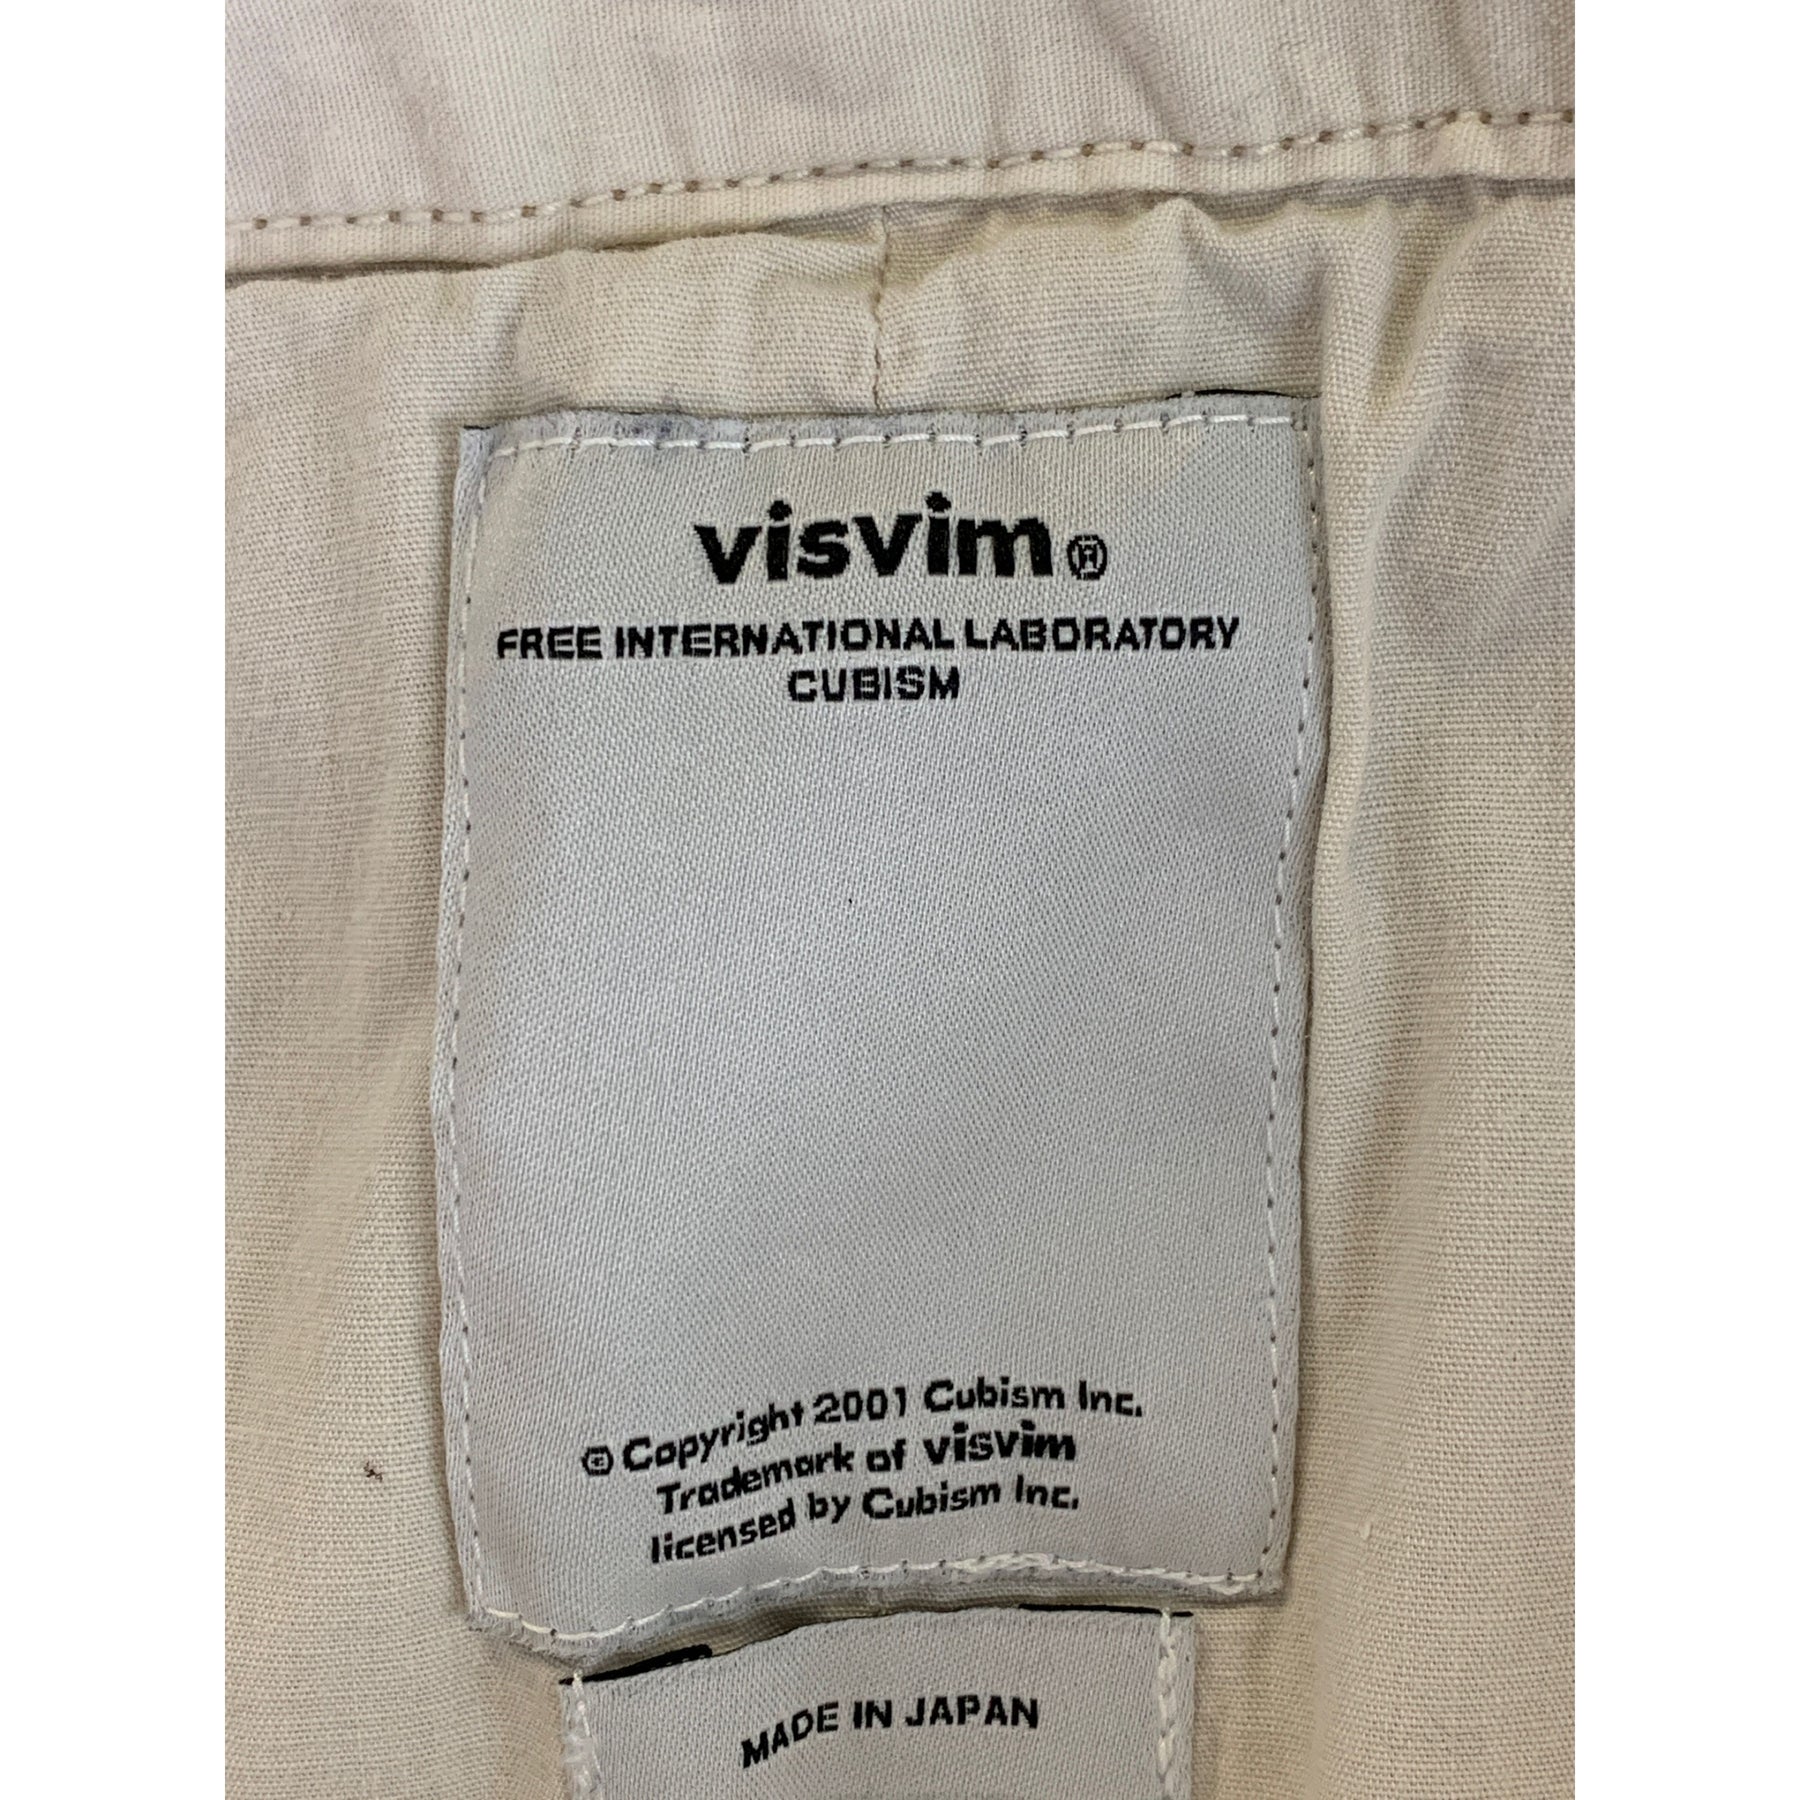 visvim®
FREE INTERNATIONAL LABORATORY
CUBISM
© Copyright 2001 Cubism Inc.
Trademark of visvim
licensed by Cubism Inc.
MADE IN JAPAN